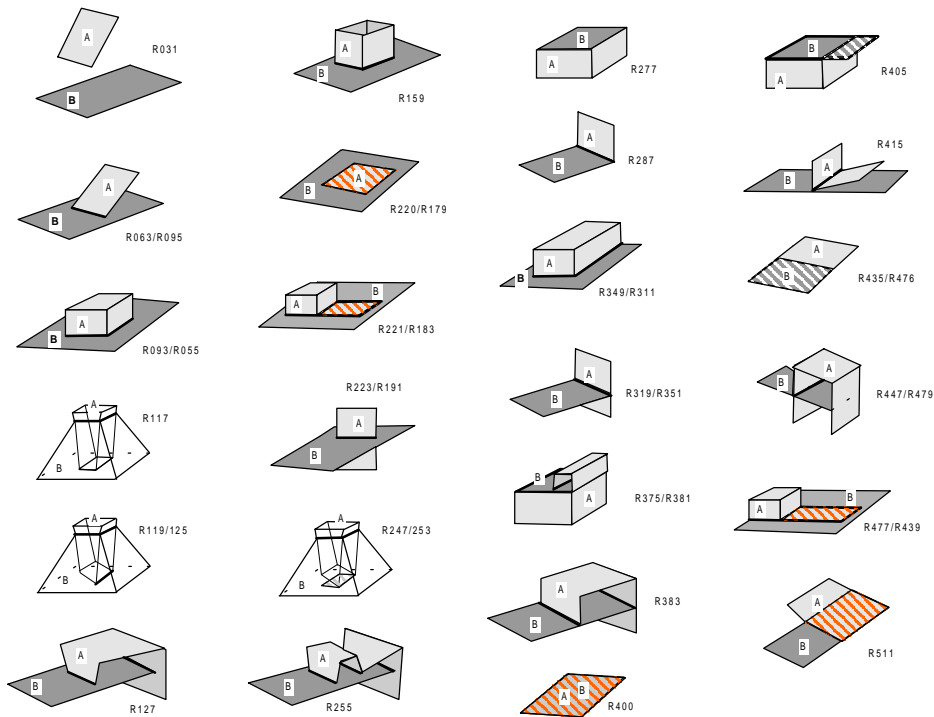 A
R031
B
A
B
R159
B
A
R277
B
A
R405
A
B
R287
R415
A
B
A
B
R063/R095
A
B
R220/R179
A
B
R349/R311
A
B
R435/R476
A
B
R093/R055
B
A
R221/R183
A
B
R319/R351
A
B
R447/R479
R223/R191
A
B
A
R117
B
B
A
R375/R381
B
A
R477/R439
A
R119/125
B
A
R247/253
B
A
B
R383
A
B
R511
A
B
R127
A
B
R255
A B
R400